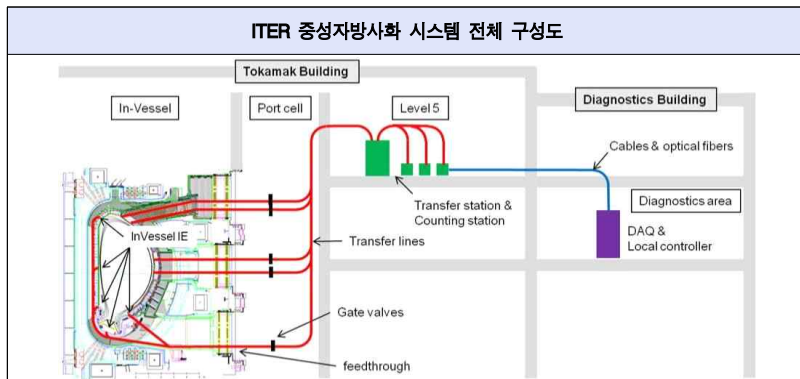 ITER 중성자방사화 시스템 전체 구성도
Tokamak Building
In-Vessel
Port cell
Level 5
Diagnostics Building
Cables & optical fibers
Transfer station &
Counting station
Diagnostics area
InVessel IE
Transfer lines
DAQ &
Local controller
Gate valves
feedthrough